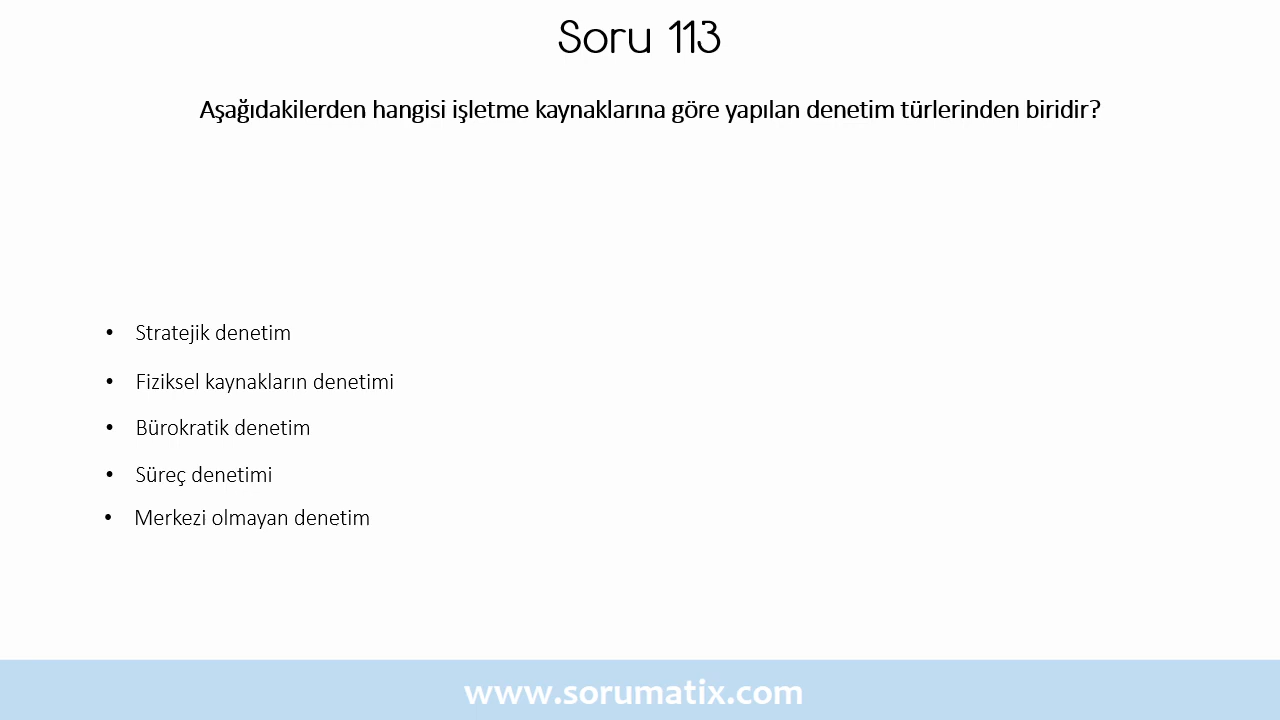 Soru 113
Aşağıdakilerden hangisi işletme kaynaklarına göre yapılan denetim türlerinden biridir?
• Stratejik denetim
• Fiziksel kaynakların denetimi
• Bürokratik denetim
• Süreç denetimi
• Merkezi olmayan denetim
www.sorumatix.com